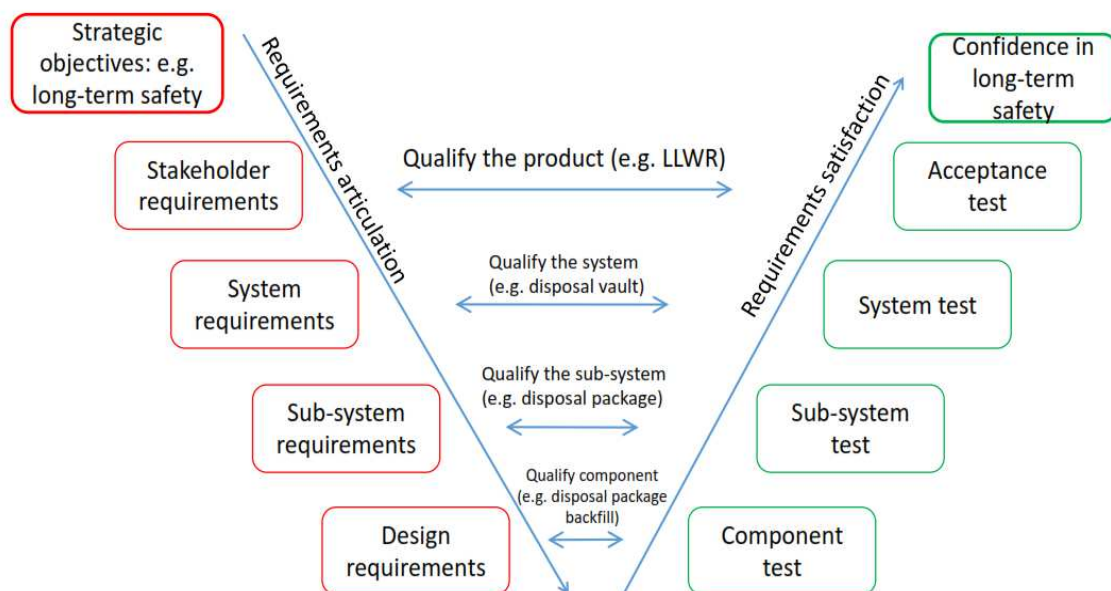 Strategic
objectives: e.g.
long-term safety
Requirements articulation
Requirements satisfaction
Confidence in
long-term
safety
Stakeholder
requirements
Qualify the product (e.g. LLWR)
Acceptance
test
System
requirements
Qualify the system
(e.g. disposal vault)
System test
Sub-system
requirements
Qualify the sub-system
(e.g. disposal package)
Sub-system
test
Design
requirements
Qualify component
(e.g. disposal package
backfill)
Component
test